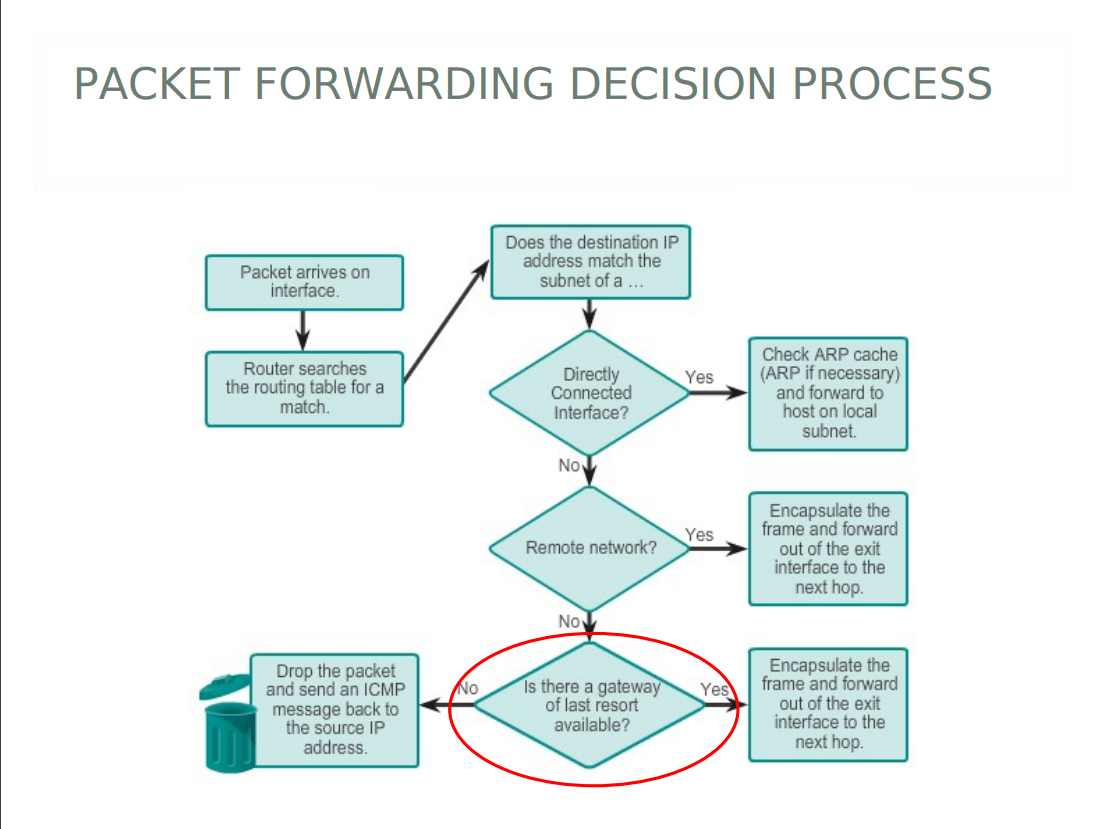 PACKET FORWARDING DECISION PROCESS
Packet arrives on
interface.
Router searches
the routing table for a
match.
Does the destination IP
address match the
subnet of a …
Directly
Connected
Interface?
Yes
Check ARP cache
(ARP if necessary)
and forward to
host on local
subnet.
No
Remote network?
Yes
Encapsulate the
frame and forward
out of the exit
interface to the
next hop.
No
Is there a gateway
of last resort
available?
Yes
Encapsulate the
frame and forward
out of the exit
interface to the
next hop.
No
Drop the packet
and send an ICMP
message back to
the source IP
address.